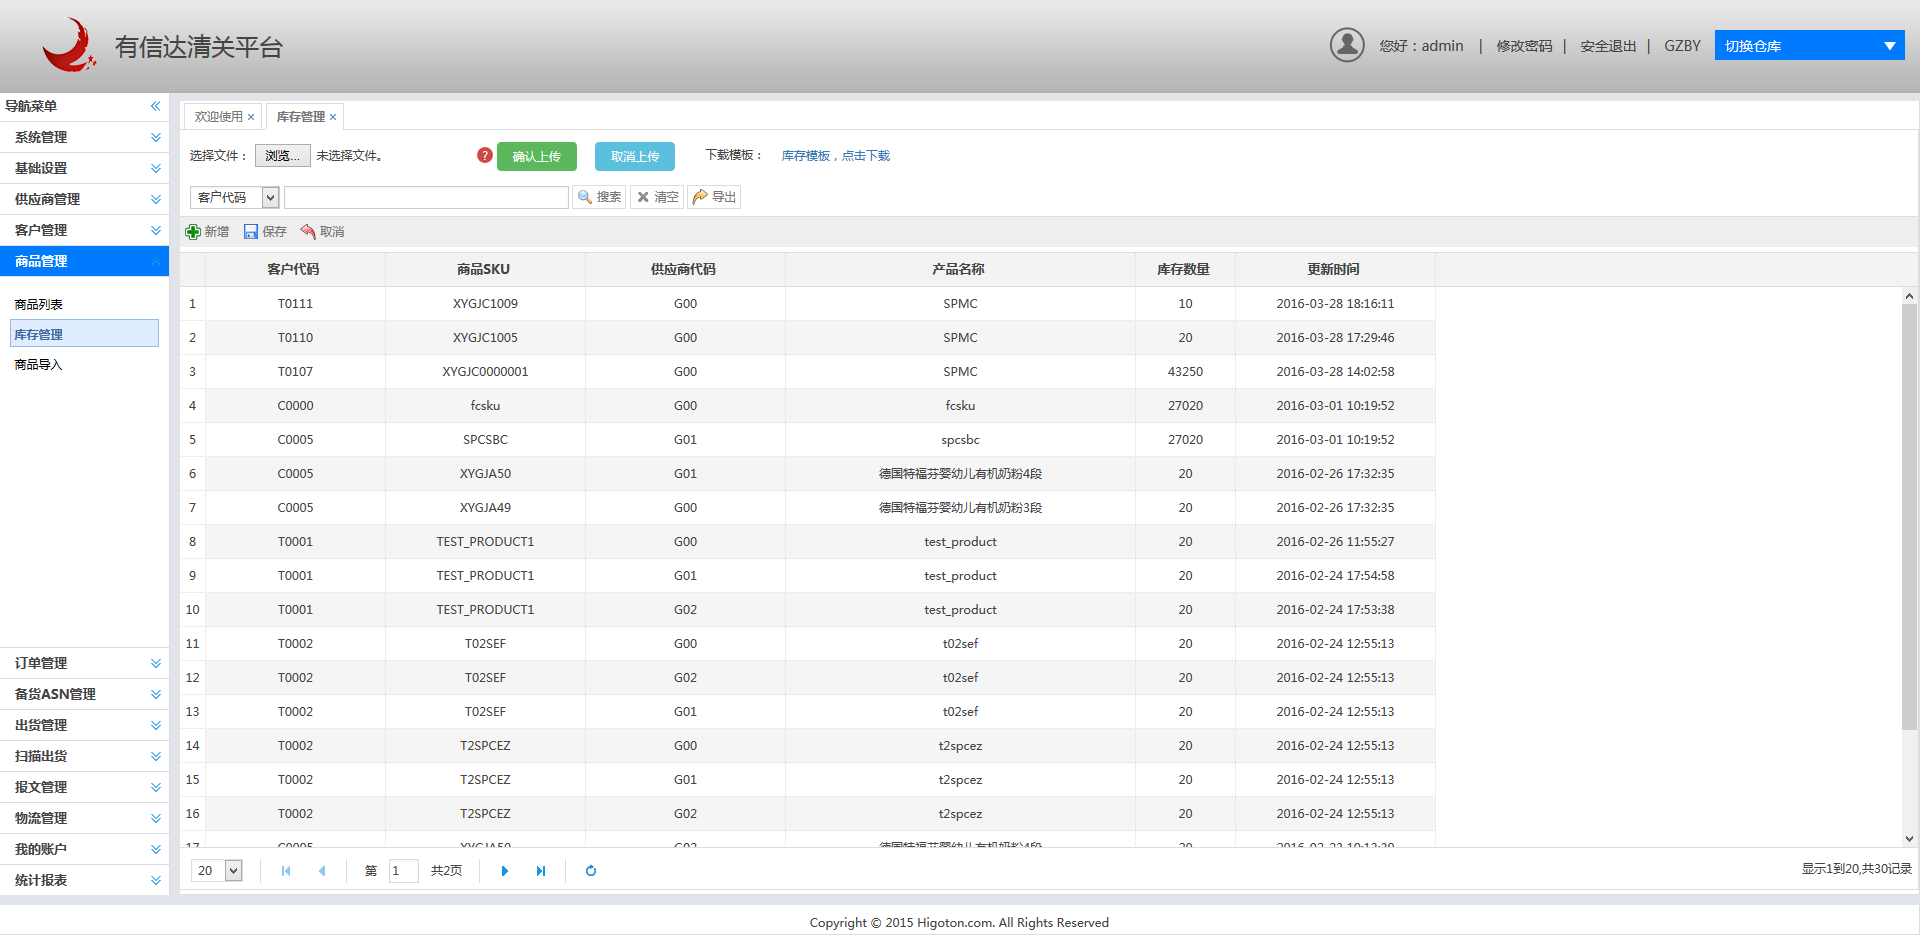 有信达清关平台
您好：admin | 修改密码 | 安全退出 | GZBY 切换仓库
导航菜单
系统管理
基础设置
供应商管理
客户管理
商品管理
商品列表
库存管理
商品导入
订单管理
备货ASN管理
出货管理
扫描出货
报文管理
物流管理
我的账户
统计报表
欢迎使用 × 库存管理 ×
选择文件： 浏览... 未选择文件。 ? 确认上传 取消上传 下载模板： 库存模板，点击下载
客户代码 搜索 清空 导出
新增 保存 取消
客户代码 商品SKU 供应商代码 产品名称 库存数量 更新时间
1 T0111 XYGJC1009 G00 SPMC 10 2016-03-28 18:16:11
2 T0110 XYGJC1005 G00 SPMC 20 2016-03-28 17:29:46
3 T0107 XYGJC0000001 G00 SPMC 43250 2016-03-28 14:02:58
4 C0000 fcsku G00 fcsku 27020 2016-03-01 10:19:52
5 C0005 SPCSBC G01 spcsbc 27020 2016-03-01 10:19:52
6 C0005 XYGJA50 G01 德国特福芬婴幼儿有机奶粉4段 20 2016-02-26 17:32:35
7 C0005 XYGJA49 G00 德国特福芬婴幼儿有机奶粉3段 20 2016-02-26 17:32:35
8 T0001 TEST_PRODUCT1 G00 test_product 20 2016-02-26 11:55:27
9 T0001 TEST_PRODUCT1 G01 test_product 20 2016-02-24 17:54:58
10 T0001 TEST_PRODUCT1 G02 test_product 20 2016-02-24 17:53:38
11 T0002 T02SEF G00 t02sef 20 2016-02-24 12:55:13
12 T0002 T02SEF G02 t02sef 20 2016-02-24 12:55:13
13 T0002 T02SEF G01 t02sef 20 2016-02-24 12:55:13
14 T0002 T2SPCEZ G00 t2spcez 20 2016-02-24 12:55:13
15 T0002 T2SPCEZ G01 t2spcez 20 2016-02-24 12:55:13
16 T0002 T2SPCEZ G02 t2spcez 20 2016-02-24 12:55:13
20 第 1 共2页
显示1到20,共30记录
Copyright © 2015 Higoton.com. All Rights Reserved